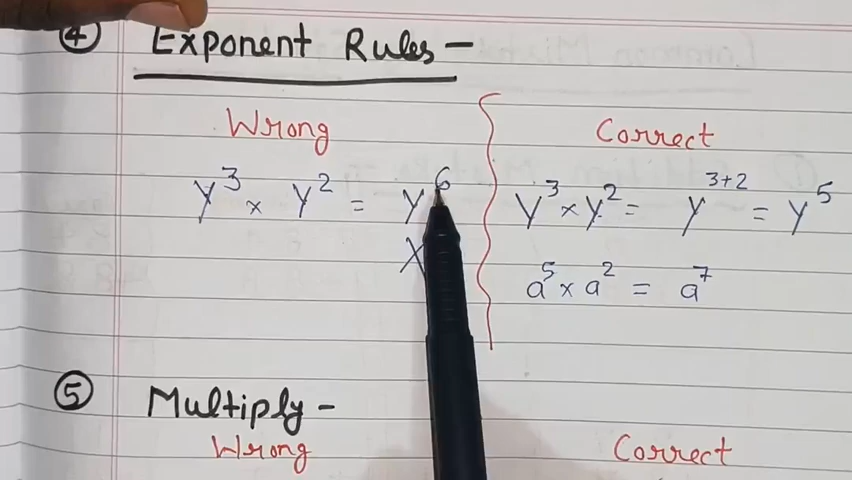 ④ Exponent Rules-
Wrong Correct
y³ × y² = y⁶ y³ × y² = y³⁺² = y⁵
X a⁵ × a² = a⁷
⑤ Multiply-
Wrong Correct